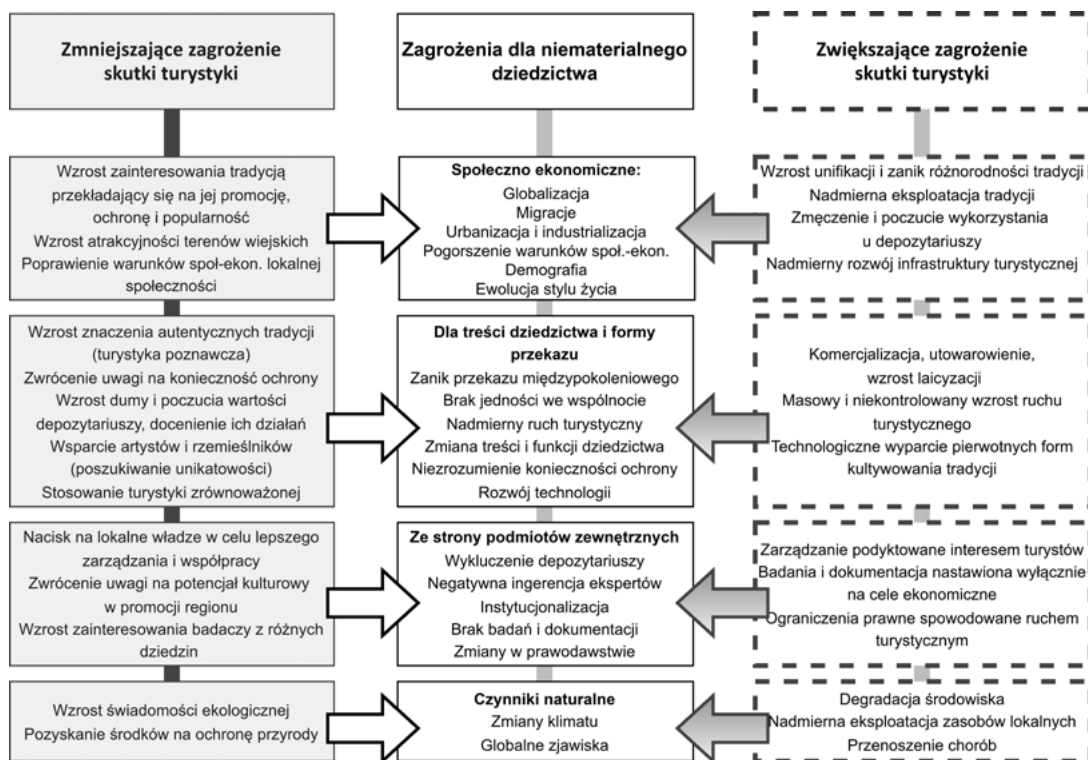 Zmniejszające zagrożenie
skutki turystyki
Zagrożenia dla niematerialnego
dziedzictwa
Zwiększające zagrożenie
skutki turystyki
Wzrost zainteresowania tradycją
przekładający się na jej promocję,
ochronę i popularność
Wzrost atrakcyjności terenów wiejskich
Poprawienie warunków społ-ekon. lokalnej
społeczności
Społeczno ekonomiczne:
Globalizacja
Migracje
Urbanizacja i industrializacja
Pogorszenie warunków społ.-ekon.
Demografia
Ewolucja stylu życia
Wzrost unifikacji i zanik różnorodności tradycji
Nadmierna eksploatacja tradycji
Zmęczenie i poczucie wykorzystania
u depozytariuszy
Nadmierny rozwój infrastruktury turystycznej
Wzrost znaczenia autentycznych tradycji
(turystyka poznawcza)
Zwrócenie uwagi na konieczność ochrony
Wzrost dumy i poczucia wartości
depozytariuszy, docenienie ich działań
Wsparcie artystów i rzemieślników
(poszukiwanie unikatowości)
Stosowanie turystyki zrównoważonej
Dla treści dziedzictwa i formy
przekazu
Zanik przekazu międzypokoleniowego
Brak jedności we wspólnocie
Nadmierny ruch turystyczny
Zmiana treści i funkcji dziedzictwa
Niezrozumienie konieczności ochrony
Rozwój technologii
Komercjalizacja, utowarowienie,
wzrost laicyzacji
Masowy i niekontrolowany wzrost ruchu
turystycznego
Technologiczne wyparcie pierwotnych form
kultywowania tradycji
Nacisk na lokalne władze w celu lepszego
zarządzania i współpracy
Zwrócenie uwagi na potencjał kulturowy
w promocji regionu
Wzrost zainteresowania badaczy z różnych
dziedzin
Ze strony podmiotów zewnętrznych
Wykluczenie depozytariuszy
Negatywna ingerencja ekspertów
Instytucjonalizacja
Brak badań i dokumentacji
Zmiany w prawodawstwie
Zarządzanie podyktowane interesem turystów
Badania i dokumentacja nastawiona wyłącznie
na cele ekonomiczne
Ograniczenia prawne spowodowane ruchem
turystycznym
Wzrost świadomości ekologicznej
Pozyskanie środków na ochronę przyrody
Czynniki naturalne
Zmiany klimatu
Globalne zjawiska
Degradacja środowiska
Nadmierna eksploatacja zasobów lokalnych
Przenoszenie chorób